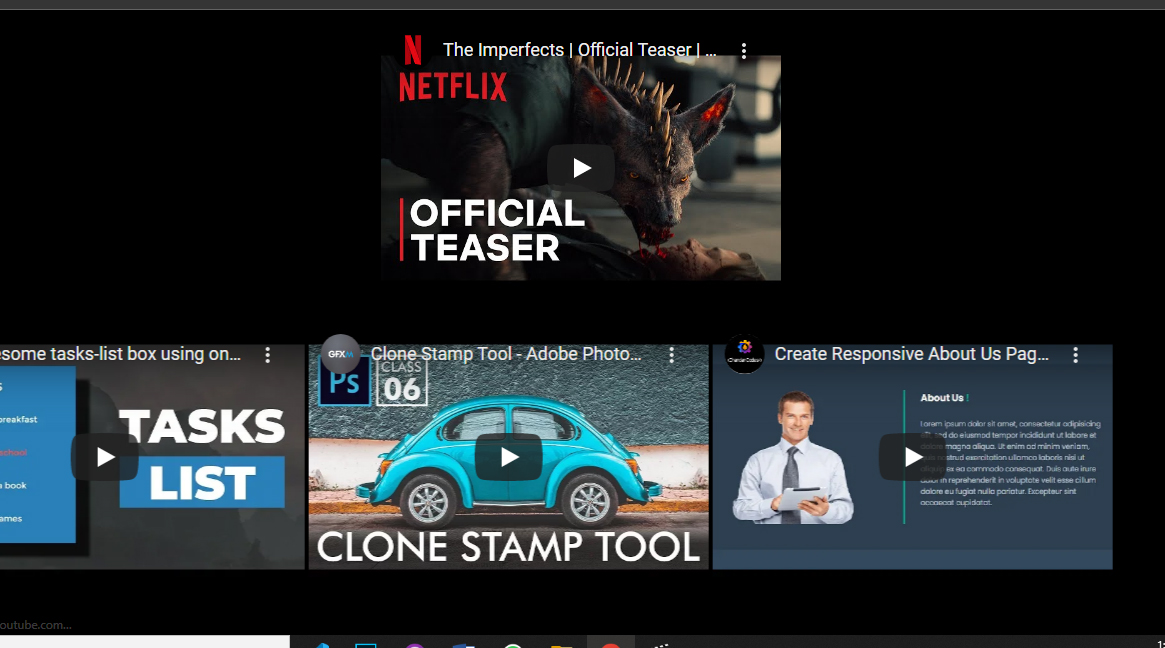 The Imperfects | Official Teaser | ...
NETFLIX
OFFICIAL
TEASER
esome tasks-list box using on...
s
breakfast
school
a book
ames
TASKS
LIST
GFX
Clone Stamp Tool - Adobe Photo...
Ps
CLASS
06
CLONE STAMP TOOL
Create Responsive About Us Pag...
About Us !
Lorem ipsum dolor sit amet, consectetur adipisicing
elit, sed do eiusmod tempor incididunt ut labore et
dolore magna aliqua. Ut enim ad minim veniam,
quis nostrud exercitation ullamco laboris nisi ut
aliquip ex ea commodo consequat. Duis aute irure
dolor in reprehenderit in voluptate velit esse cillum
dolore eu fugiat nulla pariatur. Excepteur sint
occaecat cupidatat.
outube.com...